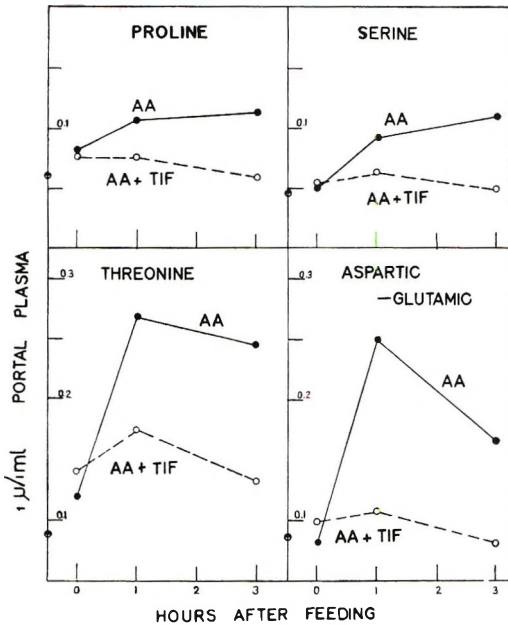 PROLINE
SERINE
0.1
AA
AA + TIF
0.1
AA
AA + TIF
THREONINE
ASPARTIC
—GLUTAMIC
0.3
0.2
0.1
AA
AA + TIF
0.3
0.2
0.1
AA
AA + TIF
PORTAL PLASMA
0 1 2 3
0 1 2 3
HOURS AFTER FEEDING